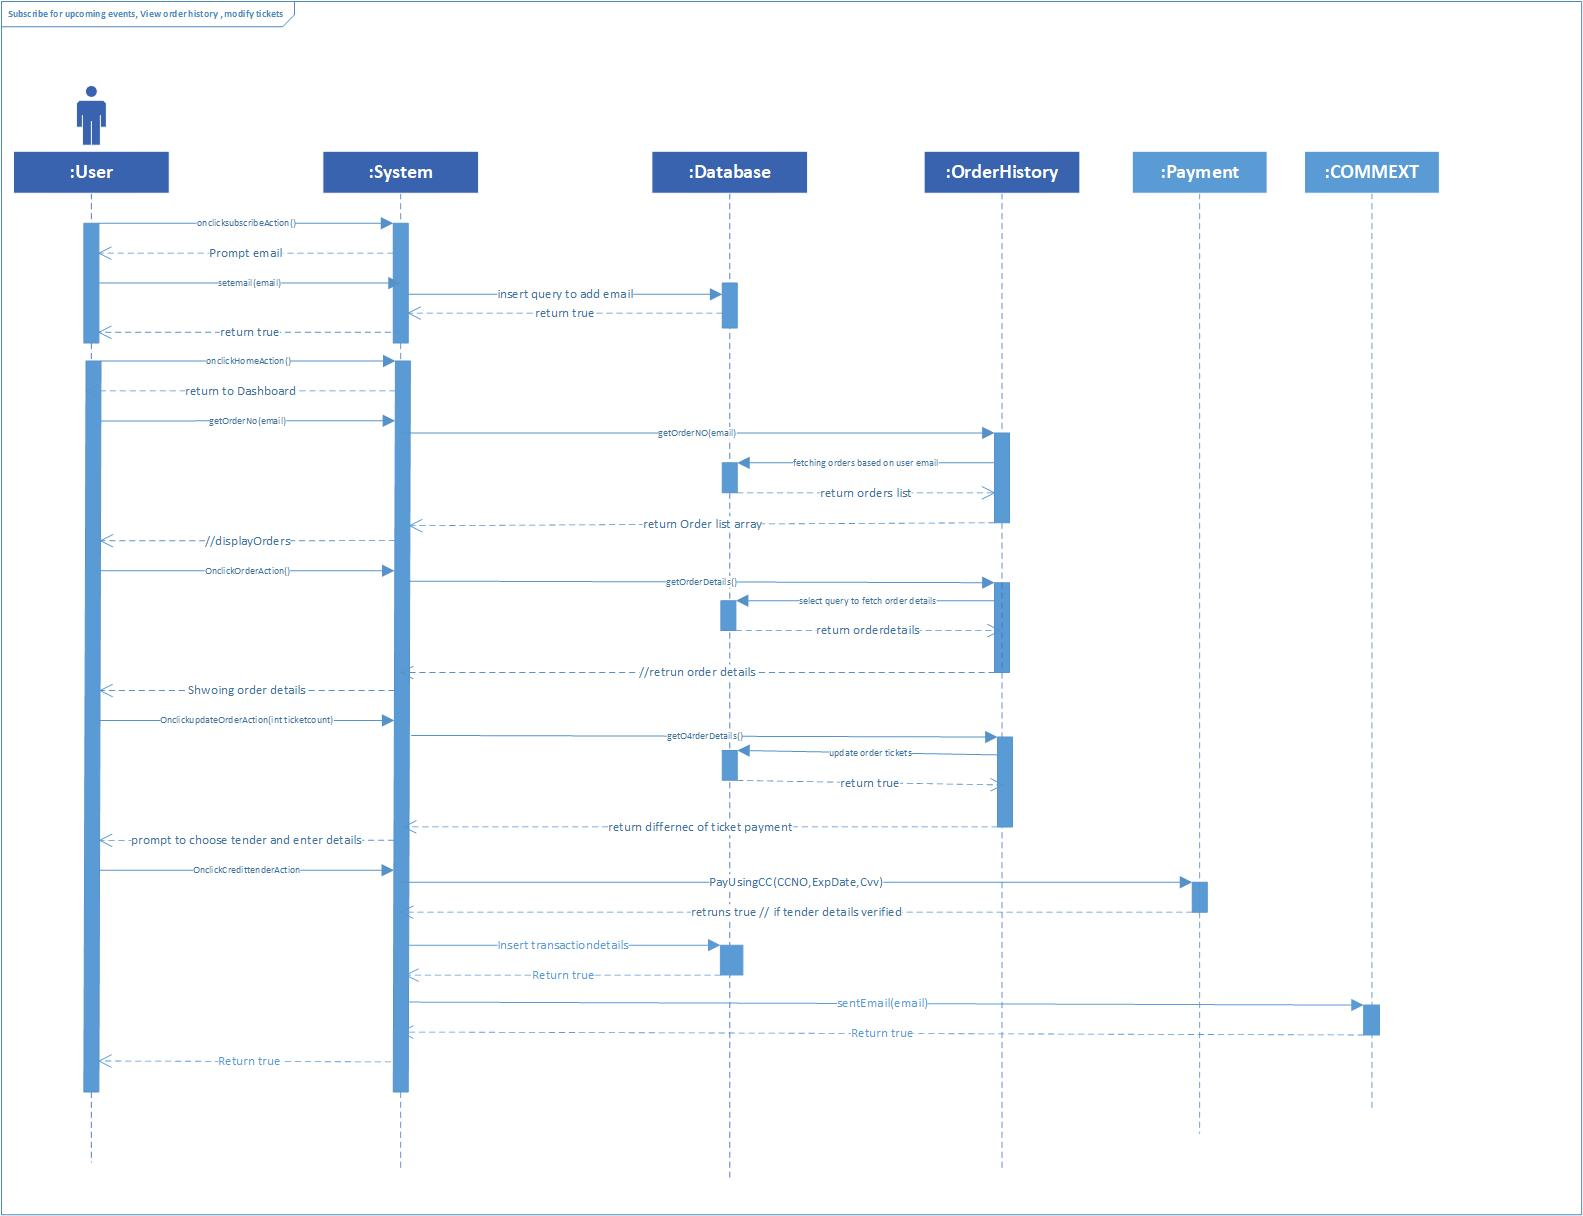 Subscribe for upcoming events, View order history , modify tickets
:User
:System
:Database
:OrderHistory
:Payment
:COMMEXT
onclicksubscribeAction()
Prompt email
setemail(email)
insert query to add email
return true
return true
onclickHomeAction()
return to Dashboard
getOrderNo(email)
getOrderNO(email)
fetching orders based on user email
return orders list
return Order list array
//displayOrders
OnclickOrderAction()
getOrderDetails()
select query to fetch order details
return orderdetails
//retrun order details
Shwoing order details
OnclickupdateOrderAction(int ticketcount)
getO4rderDetails()
update order tickets
return true
return differnec of ticket payment
prompt to choose tender and enter details
OnclickCredittenderAction
PayUsingCC(CCNO,ExpDate,Cvv)
retruns true // if tender details verified
Insert transactiondetails
Return true
sentEmail(email)
Return true
Return true